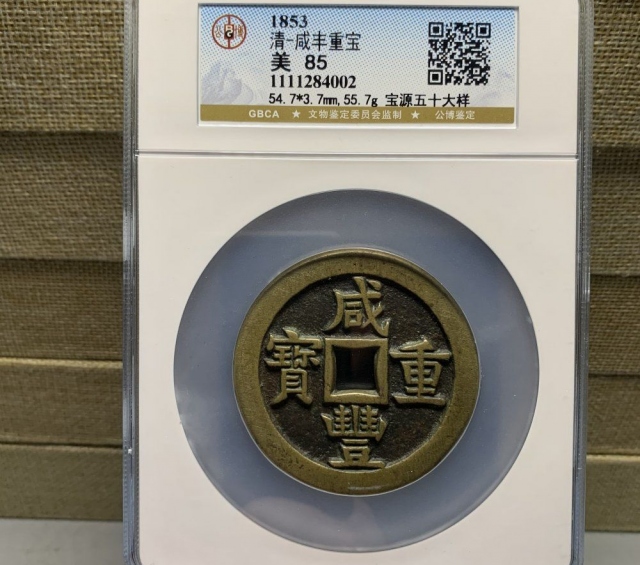 1853
清-咸丰重宝
美 85
1111284002
54.7*3.7mm,55.7g 宝源五十大样
GBCA ★ 文物鉴定委员会监制 ★ 公博鉴定
咸
寶 重
豐